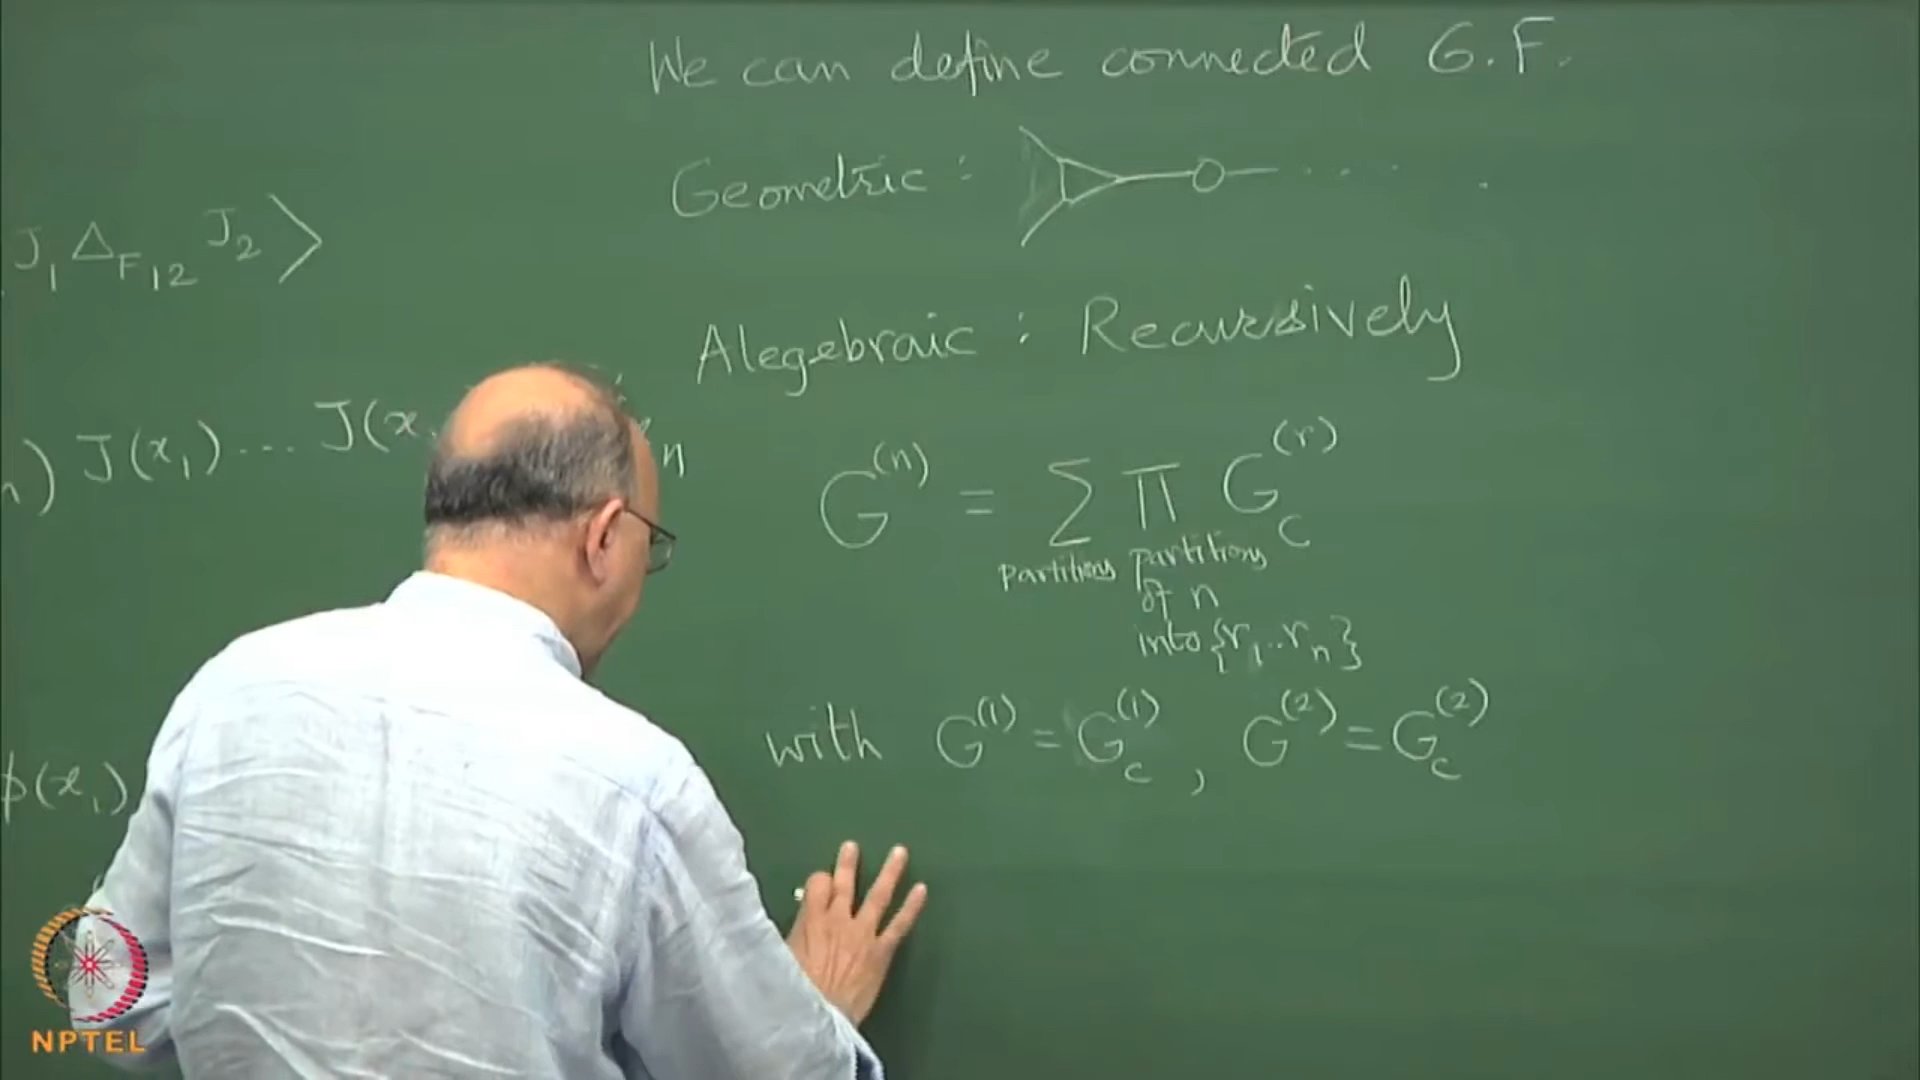 We can define connected G.F.
Geometric :
J₁ Δ_F₁₂ J₂ ⟩
Alegebraic : Recursively
) J(x₁) ... J(x
n
G⁽ⁿ⁾ = ∑ ∏ G_c⁽ʳ⁾
partitions partitions
of n
into {r₁..rₙ}
with G⁽¹⁾ = G_c⁽¹⁾, G⁽²⁾ = G_c⁽²⁾
ϕ(x₁)
NPTEL